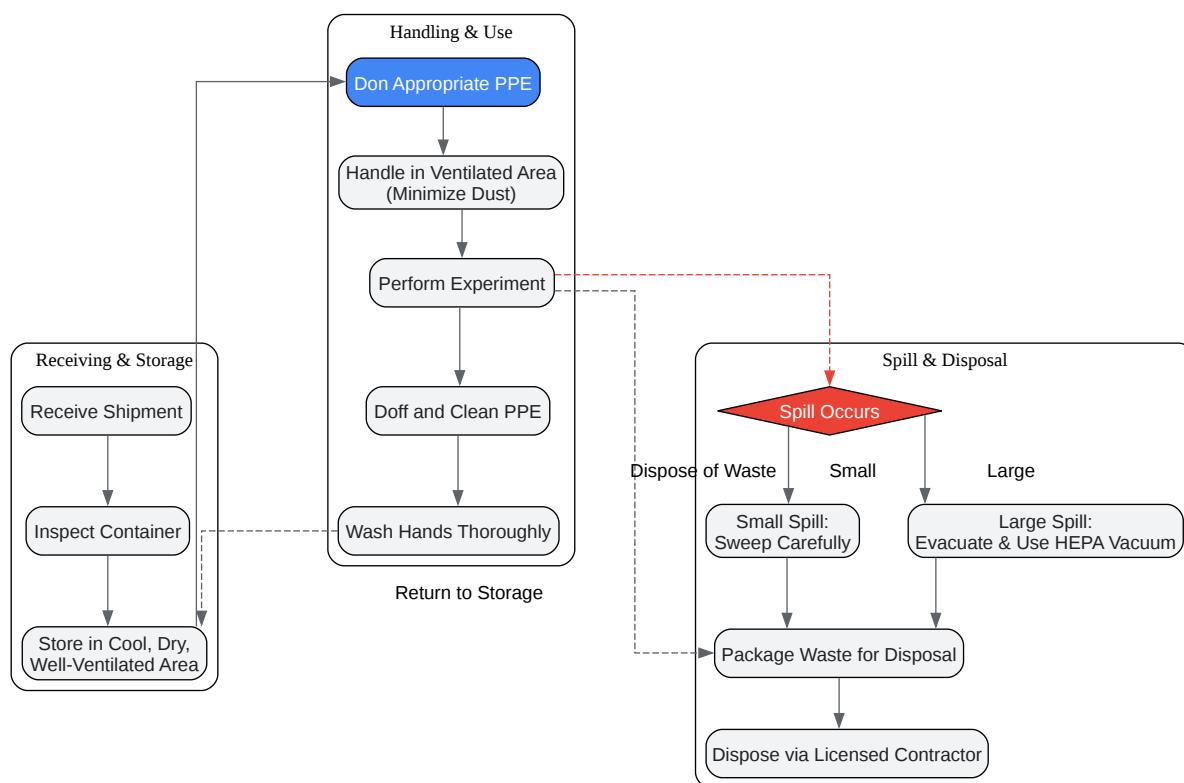 Handling & Use
Don Appropriate PPE
Handle in Ventilated Area
(Minimize Dust)
Perform Experiment
Doff and Clean PPE
Wash Hands Thoroughly
Return to Storage
Receiving & Storage
Receive Shipment
Inspect Container
Store in Cool, Dry,
Well-Ventilated Area
Spill & Disposal
Spill Occurs
Dispose of Waste
Small
Large
Small Spill:
Sweep Carefully
Large Spill:
Evacuate & Use HEPA Vacuum
Package Waste for Disposal
Dispose via Licensed Contractor